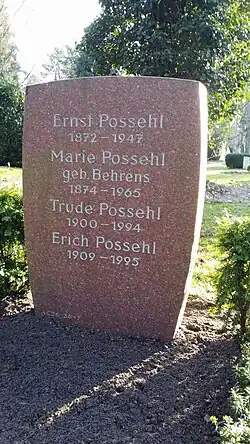 Ernst Possehl
1872 - 1947
Marie Possehl
geb. Behrens
1874 - 1965
Trude Possehl
1900 - 1994
Erich Possehl
1909 - 1995